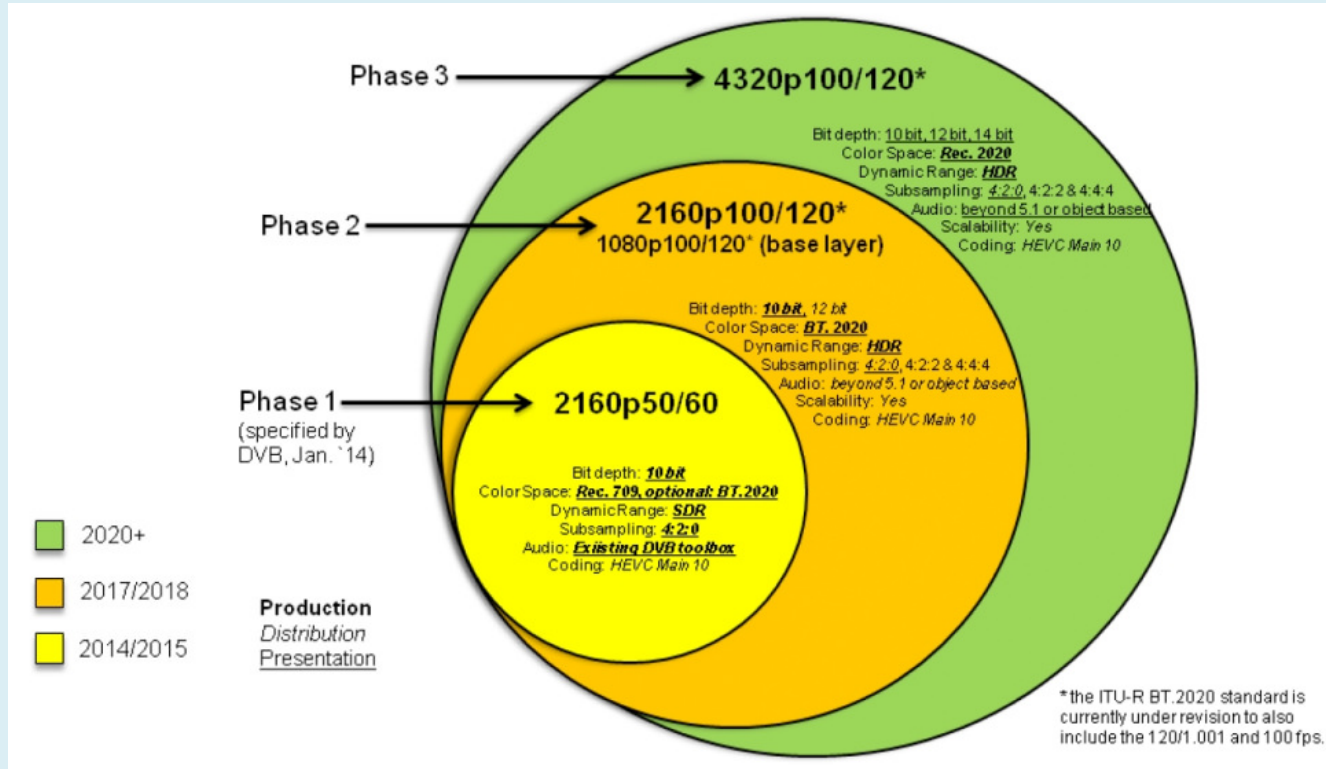 Phase 3
4320p100/120*
Bit depth: 10 bit, 12 bit, 14 bit
Color Space: Rec. 2020
Dynamic Range: HDR
Subsampling: 4:2:0, 4:2:2 & 4:4:4
Audio: beyond 5.1 or object based
Scalability: Yes
Coding: HEVC Main 10
Phase 2
2160p100/120*
1080p100/120* (base layer)
Bit depth: 10 bit, 12 bit
Color Space: BT. 2020
Dynamic Range: HDR
Subsampling: 4:2:0, 4:2:2 & 4:4:4
Audio: beyond 5.1 or object based
Scalability: Yes
Coding: HEVC Main 10
Phase 1
(specified by
DVB, Jan. `14)
2160p50/60
Bit depth: 10 bit
Color Space: Rec. 709, optional: BT.2020
Dynamic Range: SDR
Subsampling: 4:2:0
Audio: Exiisting DVB toolbox
Coding: HEVC Main 10
2020+
2017/2018
2014/2015
Production
Distribution
Presentation
*the ITU-R BT.2020 standard is
currently under revision to also
include the 120/1.001 and 100 fps.